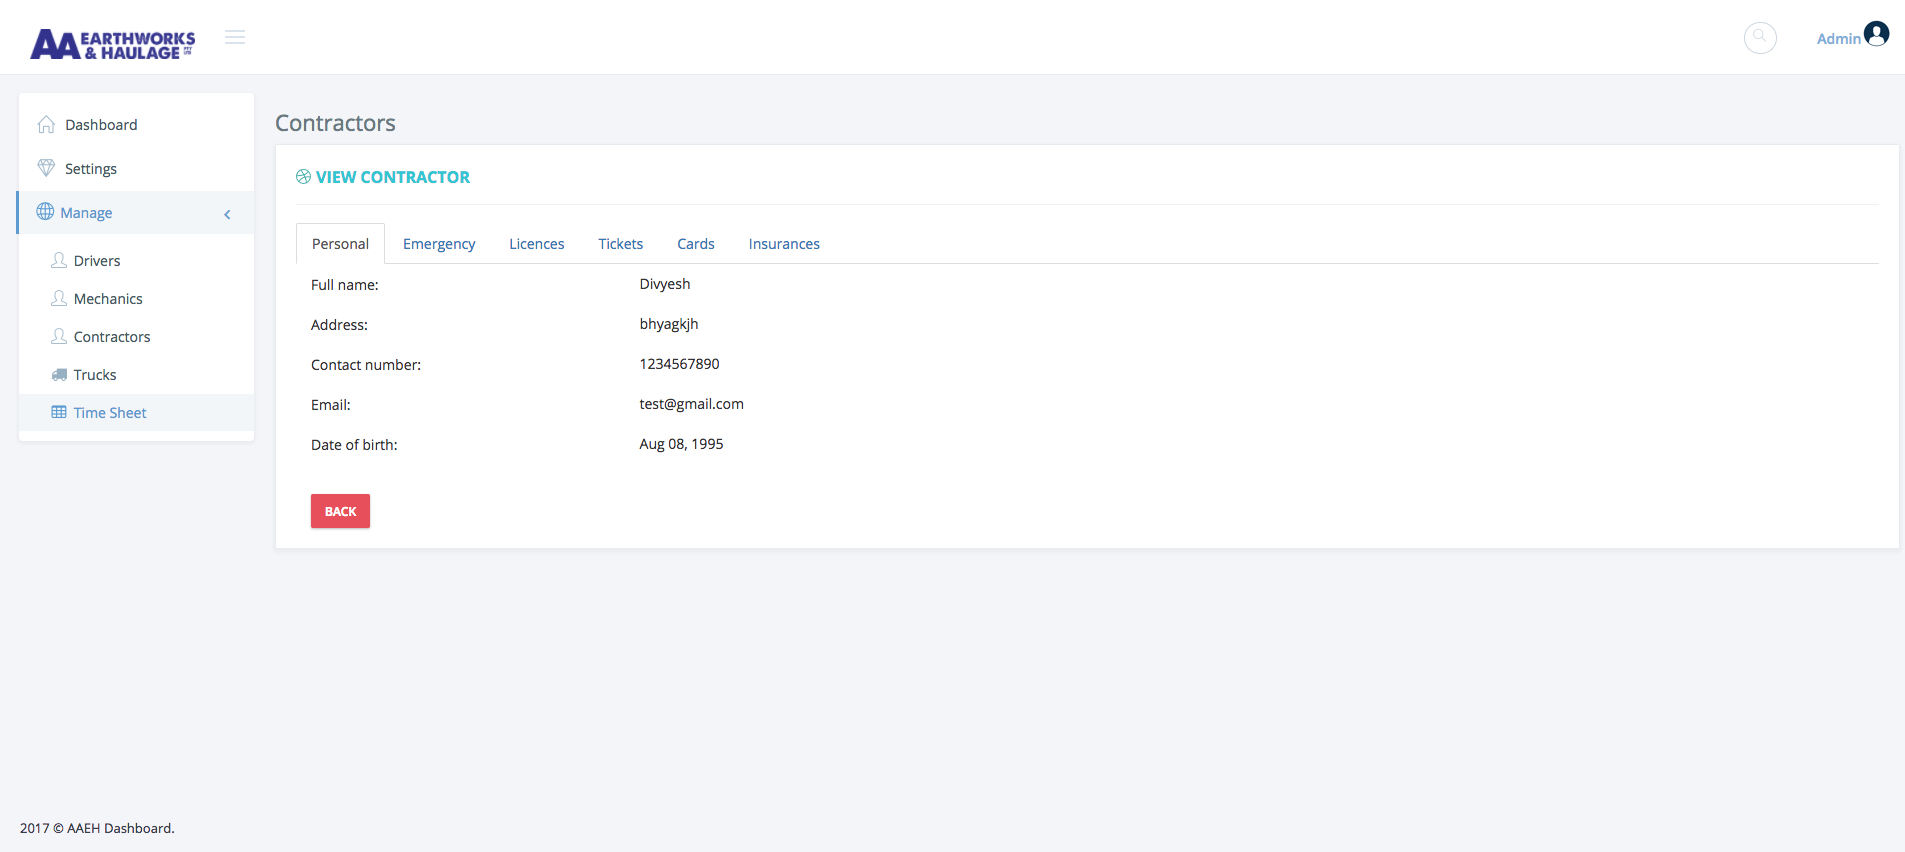 AA EARTHWORKS
& HAULAGE PTY LTD
Admin
Dashboard
Settings
Manage
Drivers
Mechanics
Contractors
Trucks
Time Sheet
Contractors
VIEW CONTRACTOR
Personal Emergency Licences Tickets Cards Insurances
Full name: Divyesh
Address: bhyagkjh
Contact number: 1234567890
Email: test@gmail.com
Date of birth: Aug 08, 1995
BACK
2017 © AAEH Dashboard.